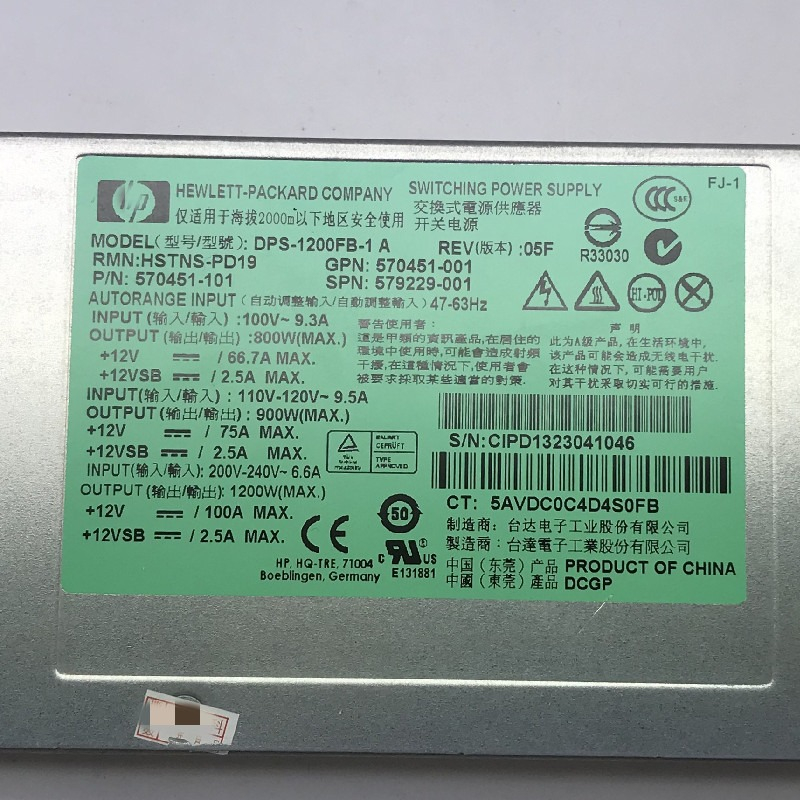 hp HEWLETT-PACKARD COMPANY SWITCHING POWER SUPPLY FJ-1
仅适用于海拔2000m以下地区安全使用 交換式電源供應器
开关电源
CCC S&E
R33030
MODEL(型号/型號): DPS-1200FB-1 A REV(版本):05F
RMN:HSTNS-PD19 GPN: 570451-001
P/N: 570451-101 SPN: 579229-001
AUTORANGE INPUT (自动调整输入/自動調整輸入) 47-63Hz
HI-POT
INPUT (输入/輸入) :100V~ 9.3A
OUTPUT (输出/輸出) :800W(MAX.)
+12V / 66.7A MAX.
+12VSB / 2.5A MAX.
INPUT(输入/輸入) : 110V-120V~ 9.5A
OUTPUT (输出/輸出): 900W(MAX.)
+12V / 75A MAX.
+12VSB / 2.5A MAX.
INPUT(输入/輸入): 200V-240V~ 6.6A
OUTPUT (输出/輸出): 1200W(MAX.)
+12V / 100A MAX.
+12VSB / 2.5A MAX.
警告使用者:
這是甲類的資訊產品,在居住的
環境中使用時,可能會造成射頻
干擾,在這種情況下,使用者會
被要求採取某些適當的對策.
声 明
此为A级产品, 在生活环境中,
该产品可能会造成无线电干扰.
在这种情况下, 可能需要用户
对其干扰采取切实可行的措施.
S/N:CIPD1323041046
CT: 5AVDC0C4D4S0FB
BAUART
GEPRÜFT
TYPE
APPROVED
CE
50
c UR US
E131881
HP, HQ-TRE, 71004
Boeblingen, Germany
制造商: 台达电子工业股份有限公司
製造商: 台達電子工業股份有限公司
中国 (东莞) 产品 PRODUCT OF CHINA
中國 (東莞) 產品 DCGP